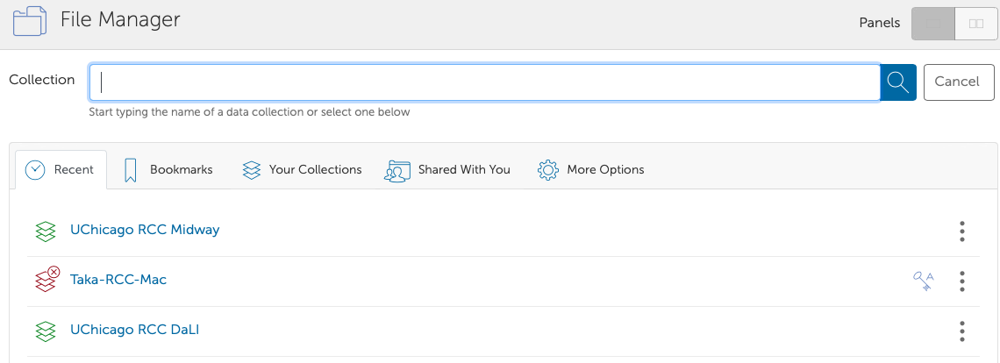 File Manager
Panels
Collection
Cancel
Start typing the name of a data collection or select one below
Recent Bookmarks Your Collections Shared With You More Options
UChicago RCC Midway
Taka-RCC-Mac A
UChicago RCC DaLI